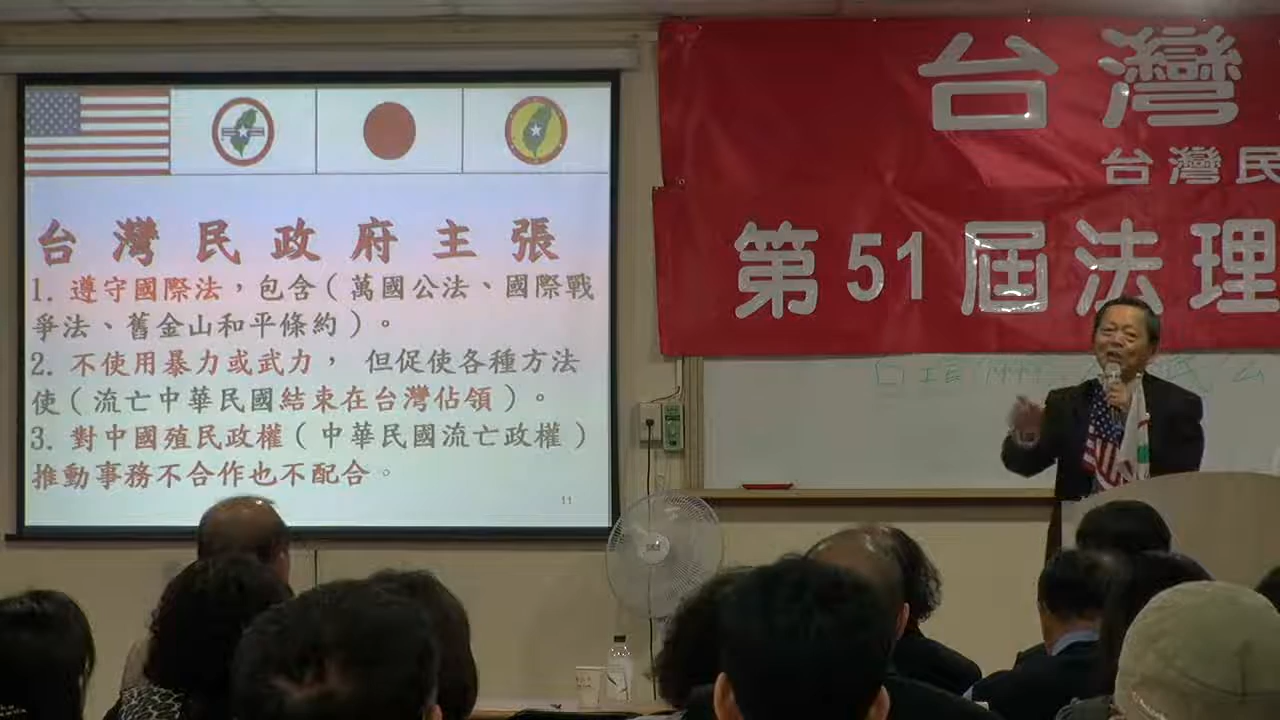 台灣民政府主張
1. 遵守國際法,包含(萬國公法、國際戰
爭法、舊金山和平條約)。
2. 不使用暴力或武力, 但促使各種方法
使(流亡中華民國結束在台灣佔領)。
3. 對中國殖民政權(中華民國流亡政權)
推動事務不合作也不配合。
11
台灣
台灣民
第51屆法理